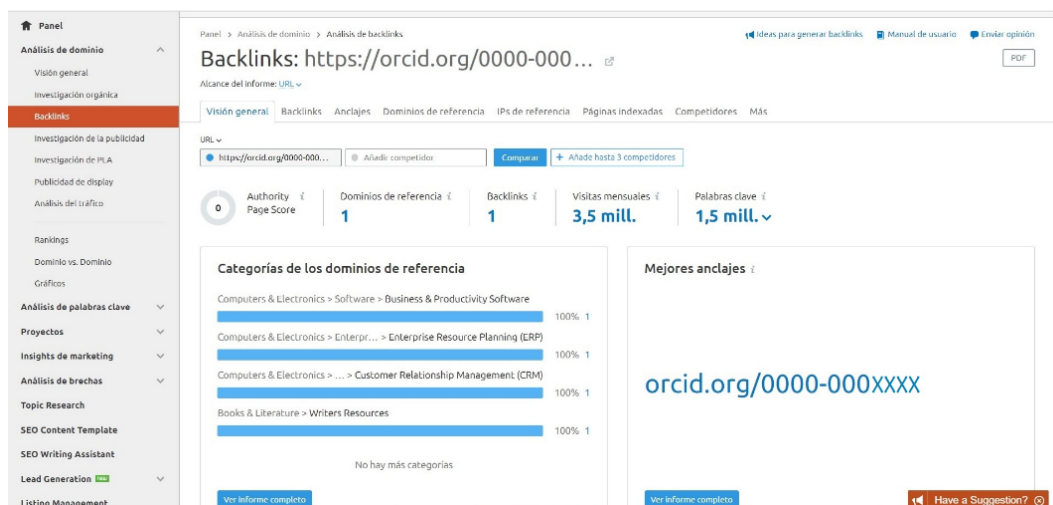 Panel
Análisis de dominio
Visión general
Investigación orgánica
Backlinks
Investigación de la publicidad
Investigación de PLA
Publicidad de display
Análisis del tráfico
Rankings
Dominio vs. Dominio
Gráficos
Análisis de palabras clave
Proyectos
Insights de marketing
Análisis de brechas
Topic Research
SEO Content Template
SEO Writing Assistant
Lead Generation
Listing Management
Panel > Análisis de dominio > Análisis de backlinks
Ideas para generar backlinks Manual de usuario Enviar opinión
Backlinks: https://orcid.org/0000-000...
PDF
Alcance del informe: URL
Visión general Backlinks Anclajes Dominios de referencia IPs de referencia Páginas indexadas Competidores Más
URL
https://orcid.org/0000-000... Añadir competidor Comparar + Añade hasta 3 competidores
0 Authority Page Score i
Dominios de referencia i
1
Backlinks i
1
Visitas mensuales i
3,5 mill.
Palabras clave i
1,5 mill.
Categorías de los dominios de referencia
Computers & Electronics > Software > Business & Productivity Software
100% 1
Computers & Electronics > Enterpr... > Enterprise Resource Planning (ERP)
100% 1
Computers & Electronics > ... > Customer Relationship Management (CRM)
100% 1
Books & Literature > Writers Resources
100% 1
No hay más categorías
Ver informe completo
Mejores anclajes i
orcid.org/0000-000XXXX
Ver informe completo
Have a Suggestion?